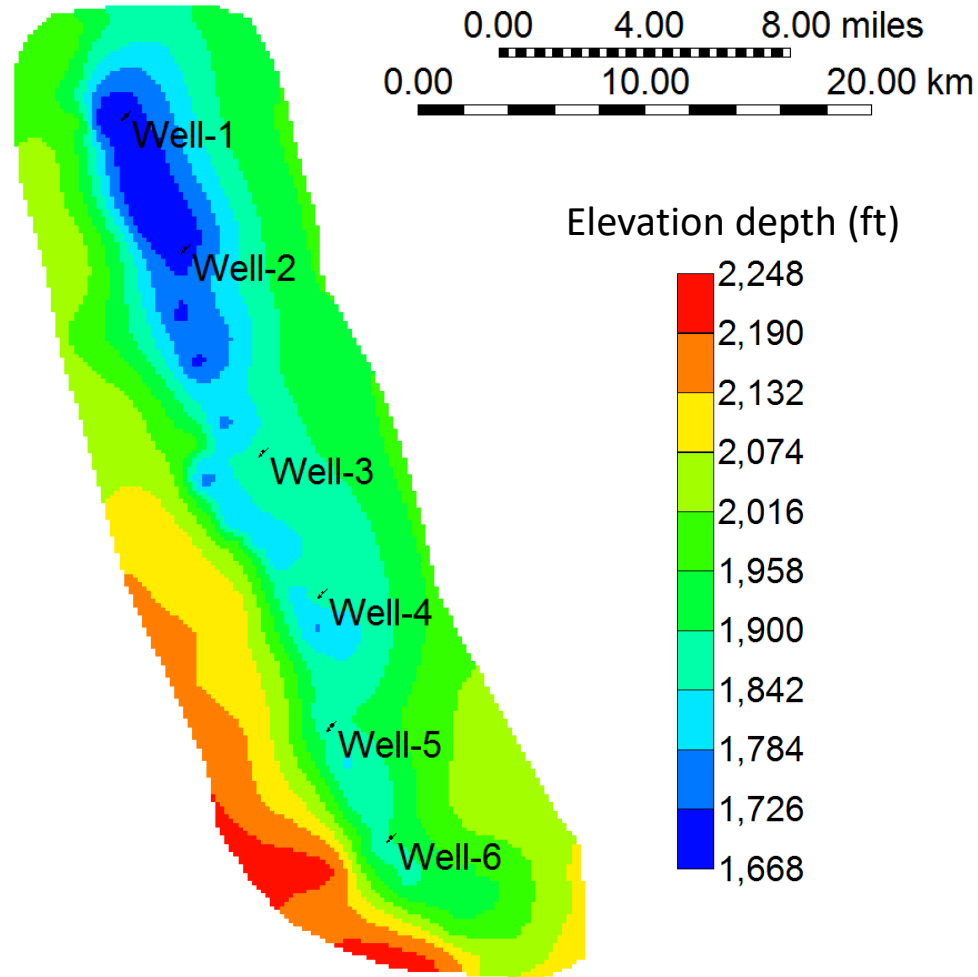 0.00 4.00 8.00 miles
0.00 10.00 20.00 km
Well-1
Elevation depth (ft)
Well-2
2,248
2,190
2,132
2,074
Well-3
2,016
1,958
Well-4
1,900
1,842
Well-5
1,784
1,726
Well-6
1,668